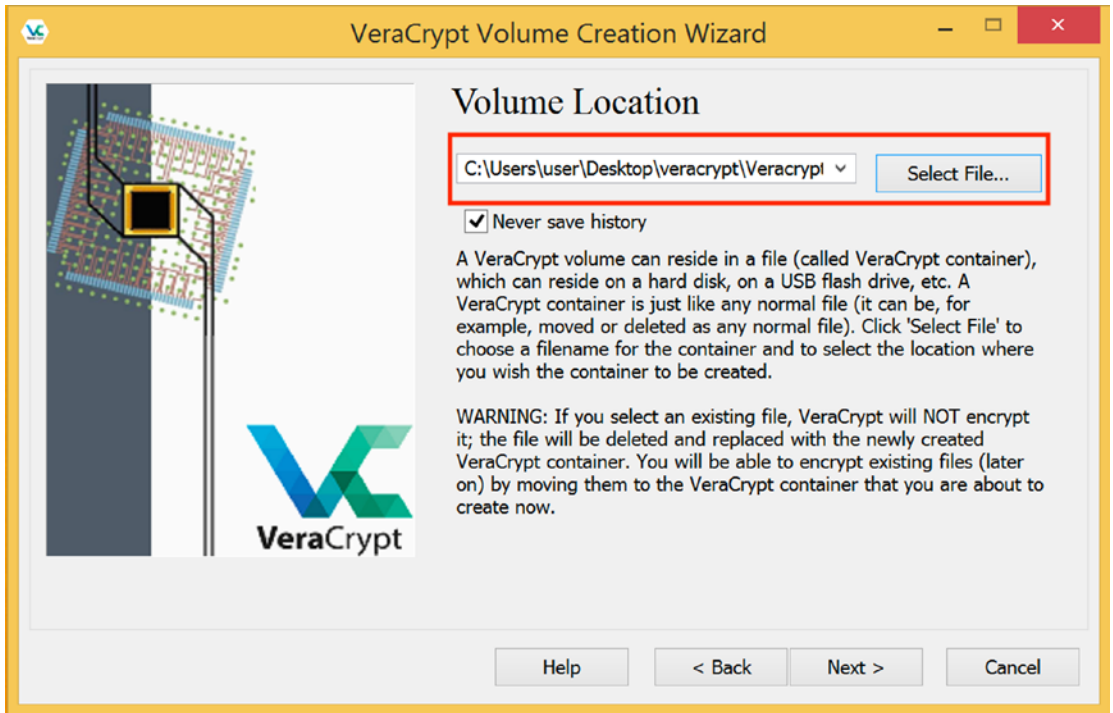 VeraCrypt Volume Creation Wizard
Volume Location
C:\Users\user\Desktop\veracrypt\Veracrypt
Select File...
Never save history
A VeraCrypt volume can reside in a file (called VeraCrypt container),
which can reside on a hard disk, on a USB flash drive, etc. A
VeraCrypt container is just like any normal file (it can be, for
example, moved or deleted as any normal file). Click 'Select File' to
choose a filename for the container and to select the location where
you wish the container to be created.
WARNING: If you select an existing file, VeraCrypt will NOT encrypt
it; the file will be deleted and replaced with the newly created
VeraCrypt container. You will be able to encrypt existing files (later
on) by moving them to the VeraCrypt container that you are about to
create now.
VeraCrypt
Help
< Back
Next >
Cancel